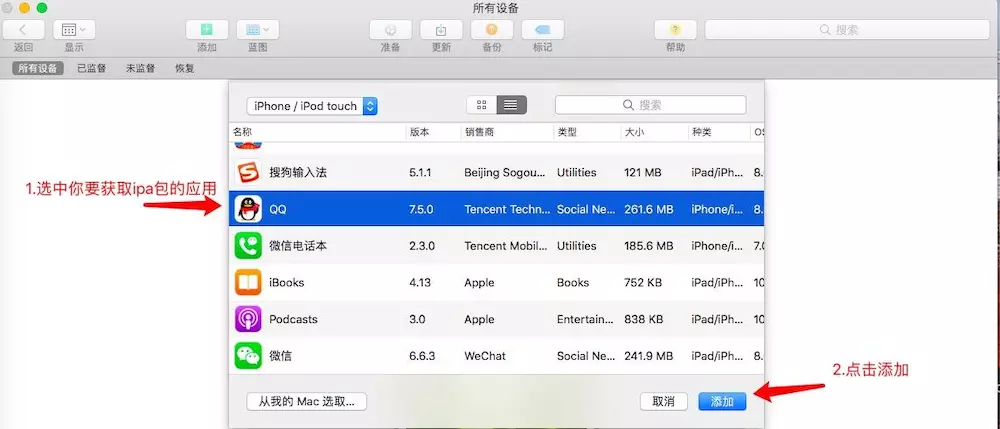 所有设备
返回 显示 添加 蓝图 准备 更新 备份 标记 帮助 搜索
所有设备 已监督 未监督 恢复
iPhone / iPod touch 搜索
名称 版本 销售商 类型 大小 种类 OS
搜狗输入法 5.1.1 Beijing Sogou... Utilities 121 MB iPad/iPh... 8.
1.选中你要获取ipa包的应用
QQ 7.5.0 Tencent Techn... Social Ne... 261.6 MB iPhone/i... 8.
微信电话本 2.3.0 Tencent Mobil... Utilities 185.6 MB iPhone/i... 7.0
iBooks 4.13 Apple Books 752 KB iPad/iPh... 10
Podcasts 3.0 Apple Entertain... 838 KB iPad/iPh... 10
微信 6.6.3 WeChat Social Ne... 241.9 MB iPad/iPh... 8.
2.点击添加
从我的 Mac 选取... 取消 添加